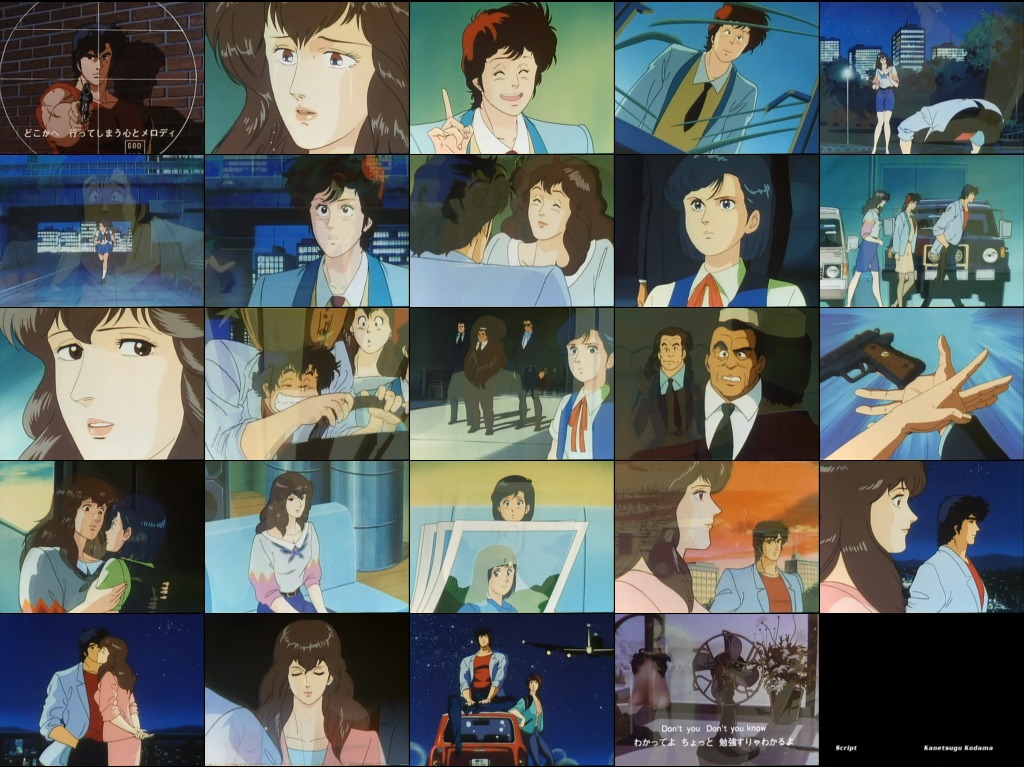 どこかへ 行ってしまう心とメロディ
600
Don't you Don't you know
わかってよ ちょっと 勉強すりゃわかるよ
Script Kanetsugu Kodama